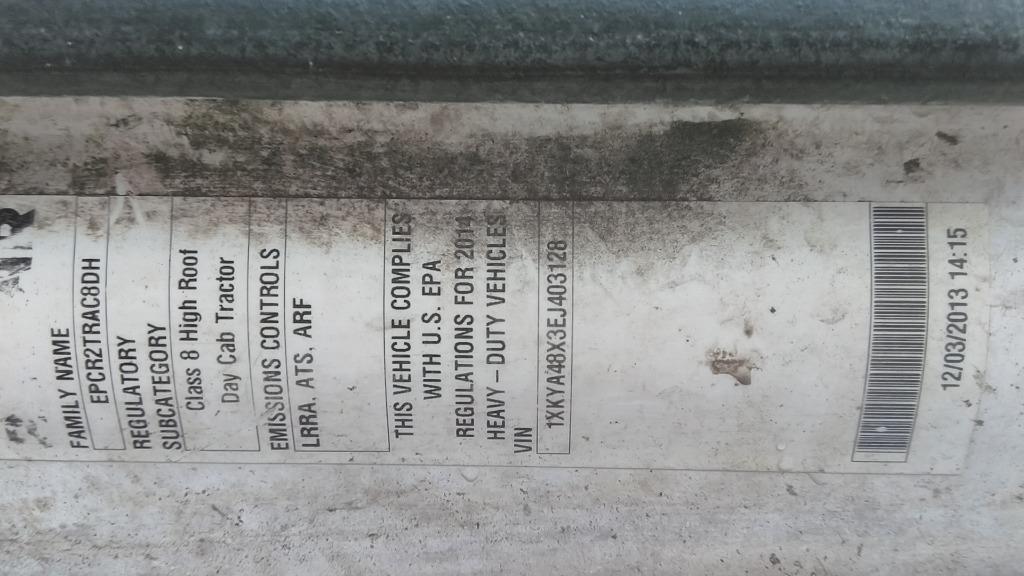 FAMILY NAME
EPCR2TRAC8DH
REGULATORY
SUBCATEGORY
Class 8 High Roof
Day Cab Tractor
EMISSIONS CONTROLS
LRRA. ATS. ARF
THIS VEHICLE COMPLIES
WITH U.S. EPA
REGULATIONS FOR 2014
HEAVY – DUTY VEHICLES
VIN
1XKYA48X3EJ403128
12/03/2013 14:15